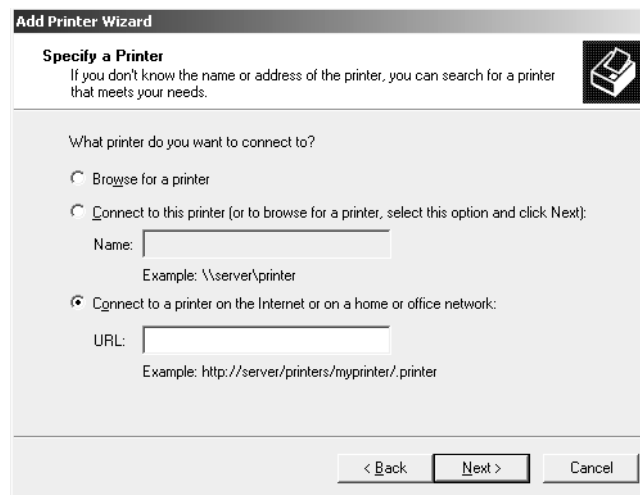 Add Printer Wizard
Specify a Printer
If you don't know the name or address of the printer, you can search for a printer
that meets your needs.
What printer do you want to connect to?
Browse for a printer
Connect to this printer (or to browse for a printer, select this option and click Next):
Name:
Example: \\server\printer
Connect to a printer on the Internet or on a home or office network:
URL:
Example: http://server/printers/myprinter/.printer
< Back Next > Cancel